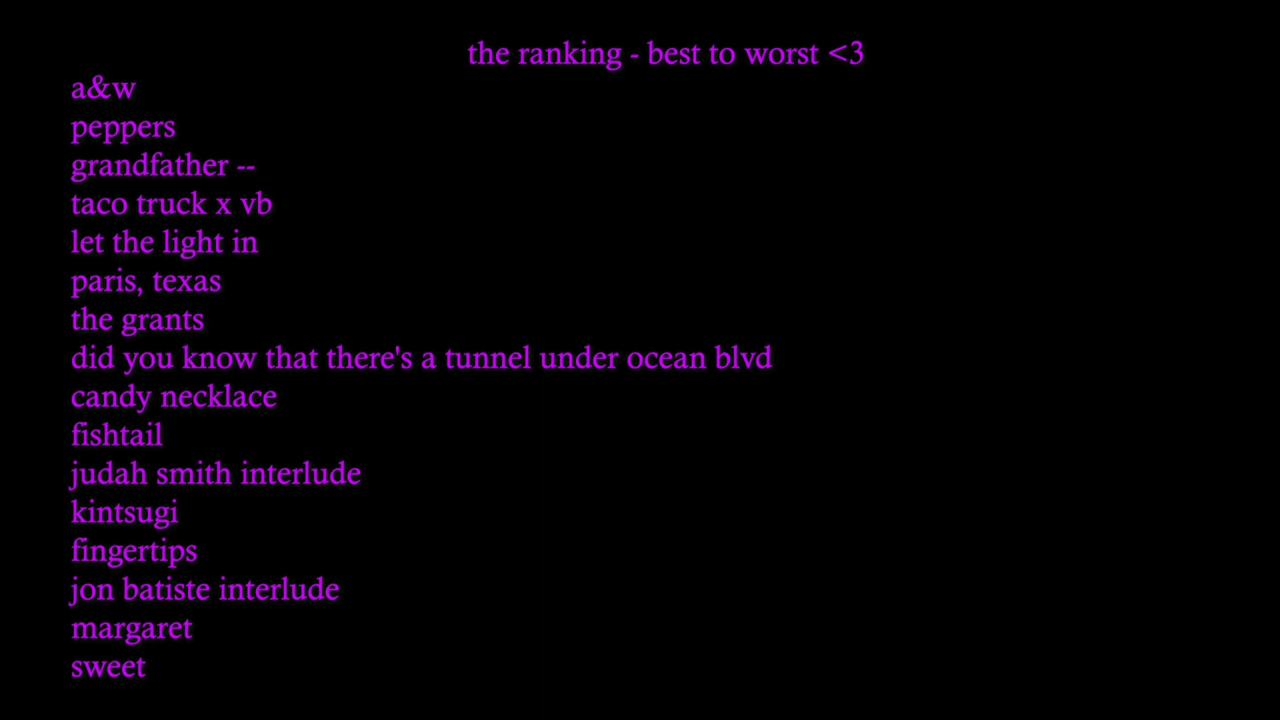 the ranking - best to worst <3
a&w
peppers
grandfather --
taco truck x vb
let the light in
paris, texas
the grants
did you know that there's a tunnel under ocean blvd
candy necklace
fishtail
judah smith interlude
kintsugi
fingertips
jon batiste interlude
margaret
sweet